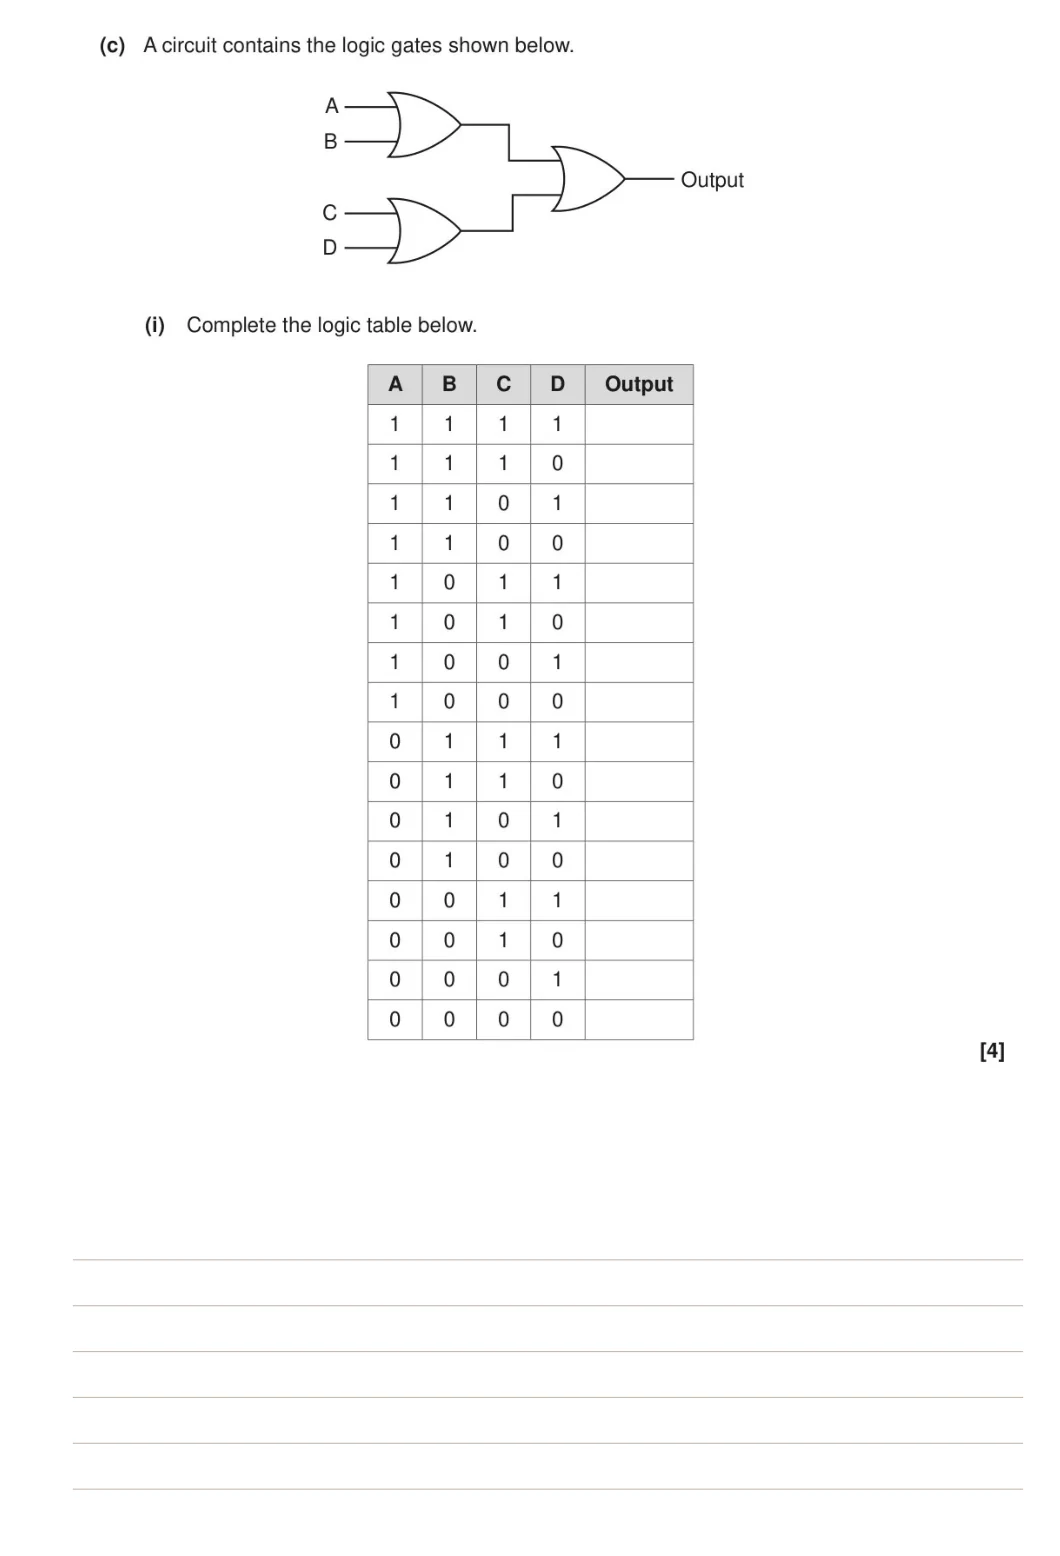 (c) A circuit contains the logic gates shown below.
A
B
Output
C
D
(i) Complete the logic table below.
A B C D Output
1 1 1 1
1 1 1 0
1 1 0 1
1 1 0 0
1 0 1 1
1 0 1 0
1 0 0 1
1 0 0 0
0 1 1 1
0 1 1 0
0 1 0 1
0 1 0 0
0 0 1 1
0 0 1 0
0 0 0 1
0 0 0 0
[4]